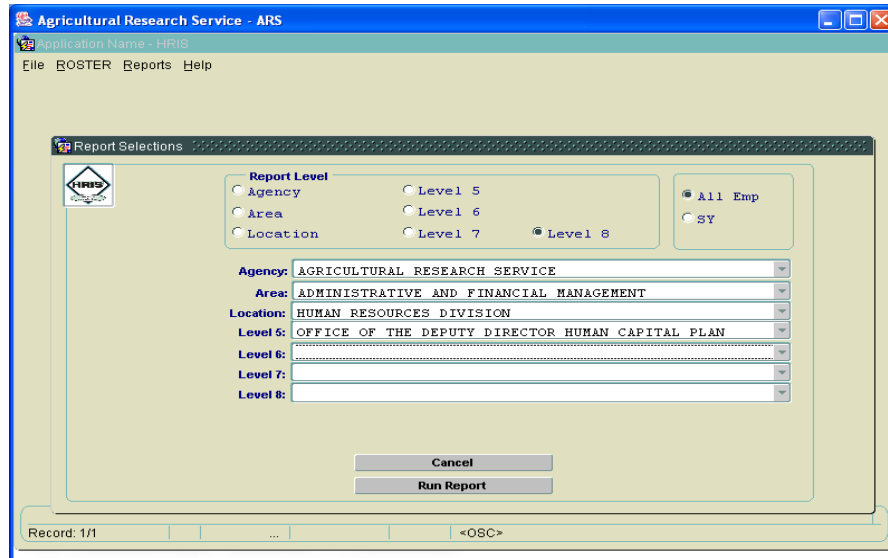 Agricultural Research Service - ARS
Application Name - HRIS
File ROSTER Reports Help
Report Selections
HRIS
Report Level
Agency Level 5
Area Level 6
Location Level 7 Level 8
All Emp
SY
Agency: AGRICULTURAL RESEARCH SERVICE
Area: ADMINISTRATIVE AND FINANCIAL MANAGEMENT
Location: HUMAN RESOURCES DIVISION
Level 5: OFFICE OF THE DEPUTY DIRECTOR HUMAN CAPITAL PLAN
Level 6:
Level 7:
Level 8:
Cancel
Run Report
Record: 1/1 ... <OSC>